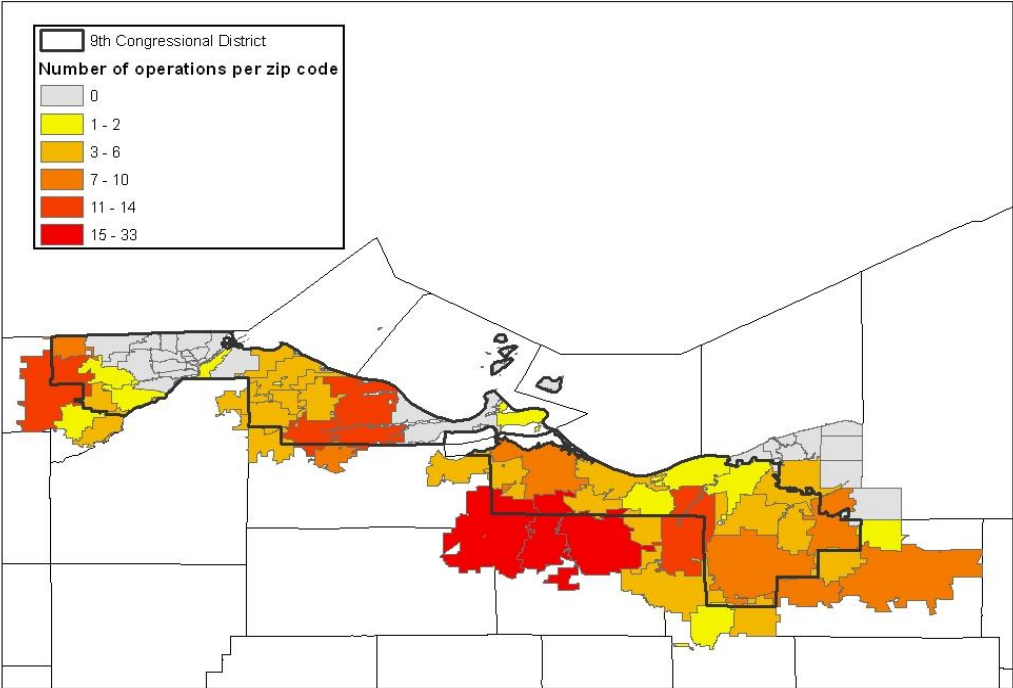 9th Congressional District
Number of operations per zip code
0
1 - 2
3 - 6
7 - 10
11 - 14
15 - 33